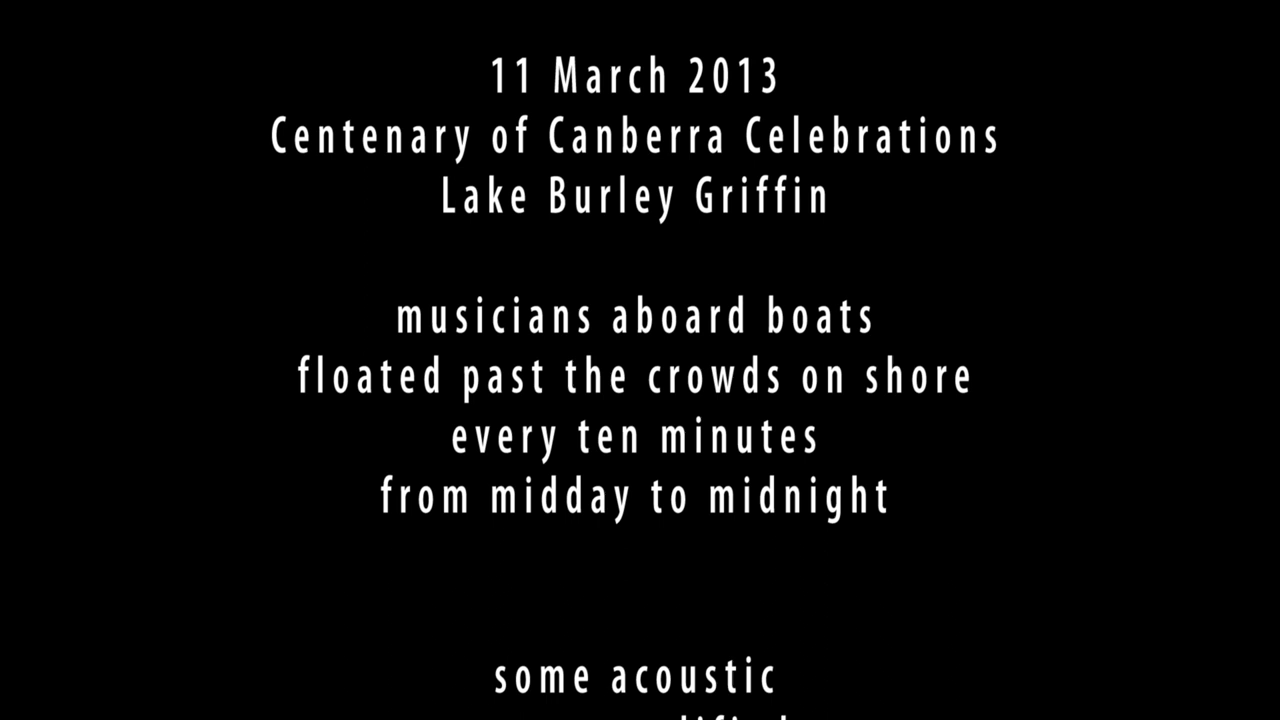 11 March 2013
Centenary of Canberra Celebrations
Lake Burley Griffin
musicians aboard boats
floated past the crowds on shore
every ten minutes
from midday to midnight
some acoustic